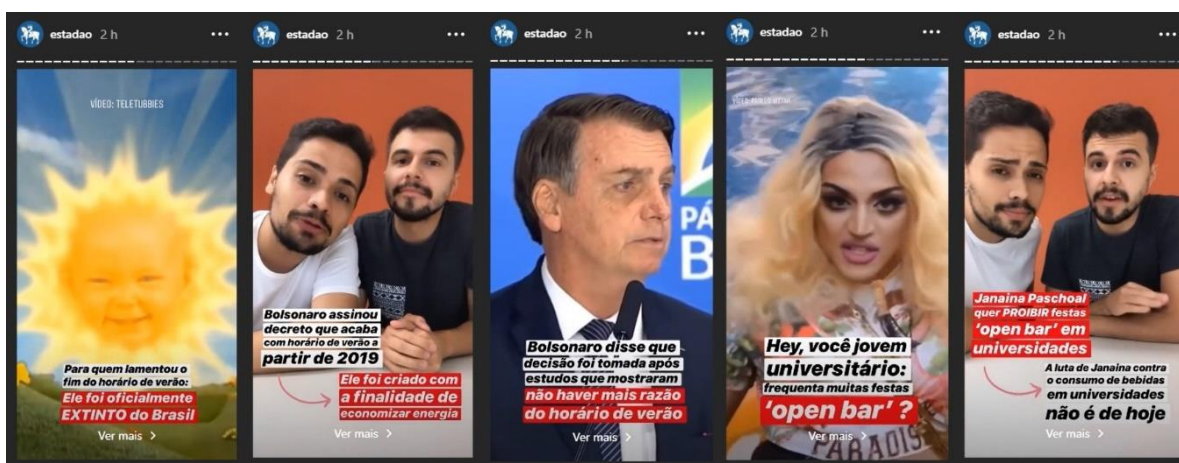 estadao 2 h
VÍDEO: TELETUBBIES
Para quem lamentou o
fim do horário de verão:
Ele foi oficialmente
EXTINTO do Brasil
Ver mais
estadao 2 h
Bolsonaro assinou
decreto que acaba
com horário de verão a
partir de 2019
Ele foi criado com
a finalidade de
economizar energia
Ver mais
estadao 2 h
PÁ
B
Bolsonaro disse que
decisão foi tomada após
estudos que mostraram
não haver mais razão
do horário de verão
Ver mais
estadao 2 h
Hey, você jovem
universitário:
frequenta muitas festas
'open bar' ?
PARADIS
Ver mais
estadao 2 h
Janaina Paschoal
quer PROIBIR festas
'open bar' em
universidades
A luta de Janaina contra
o consumo de bebidas
em universidades
não é de hoje
Ver mais